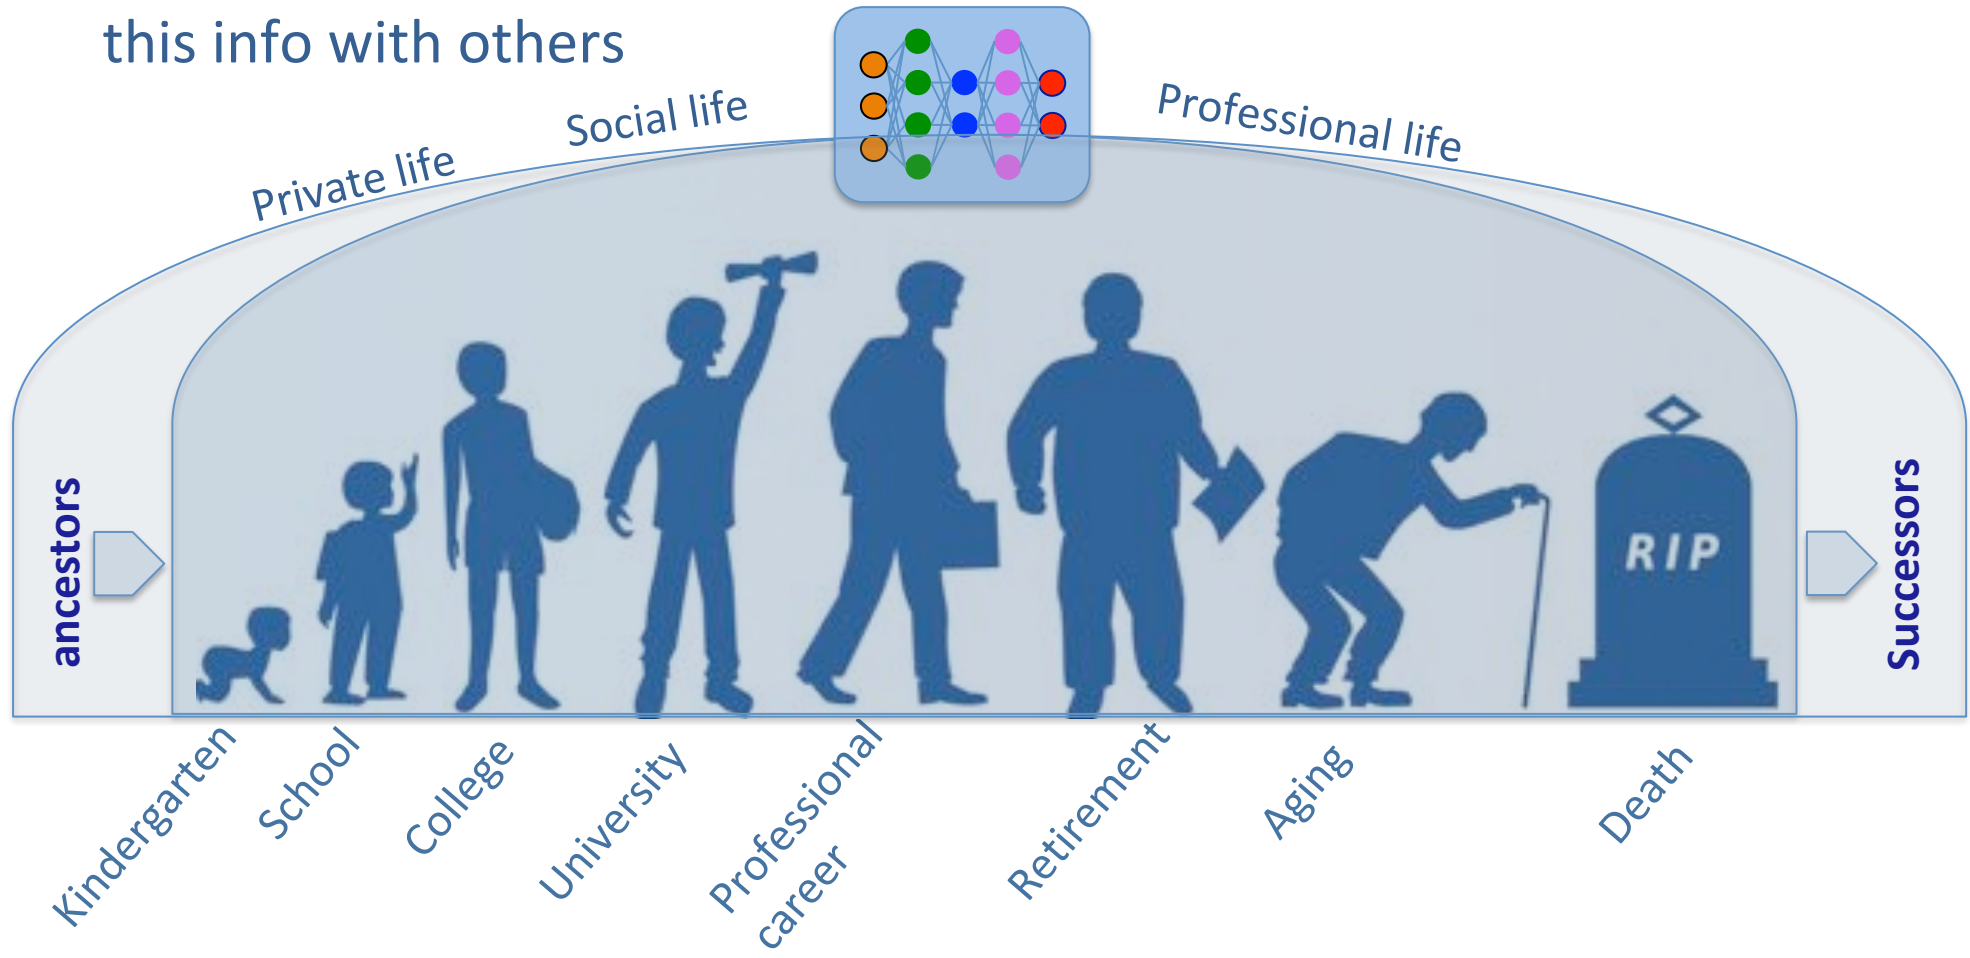 this info with others
Private life
Social life
Professional life
ancestors
RIP
Successors
Kindergarten
School
College
University
Professional
career
Retirement
Aging
Death